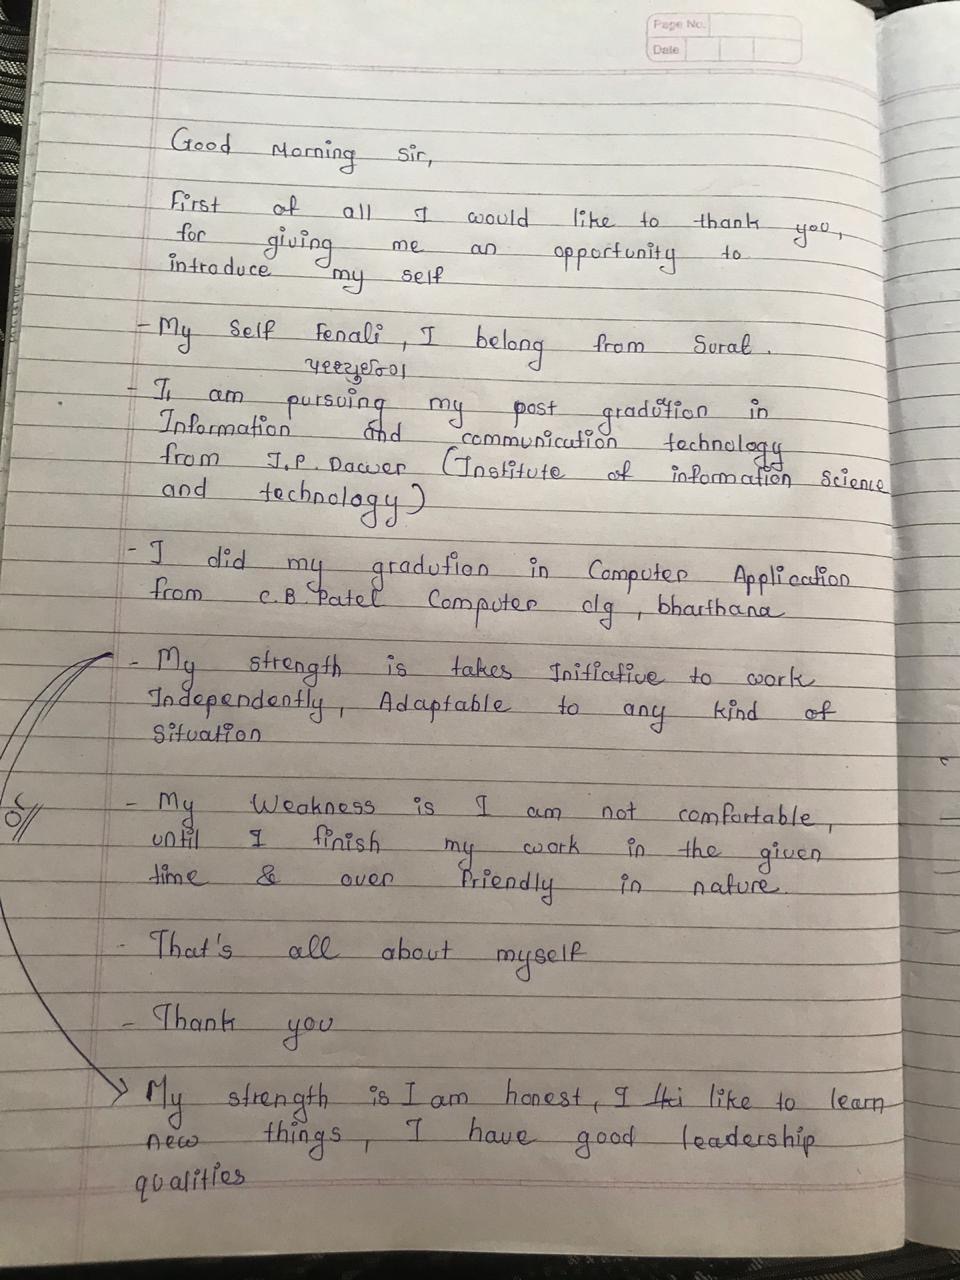 Page No.
Date
Good Morning Sir,
First of all I would like to thank you,
for giving me an opportunity to
introduce my self
- My Self Fenali, I belong from Surat.
- I am pursuing my post gradution in
Information and communication technology
from J.P. Dawer (Institute of information Science
and technology)
- I did my gradution in Computer Application
from C.B Patel Computer clg, bharthana
- My strength is takes Initiative to work
Independently, Adaptable to any kind of
Situation
- My Weakness is I am not comfortable,
until I finish my work in the given
time & over friendly in nature.
- That's all about myself
- Thank you
My strength is I am honest, I like to learn
new things, I have good leadership
qualities